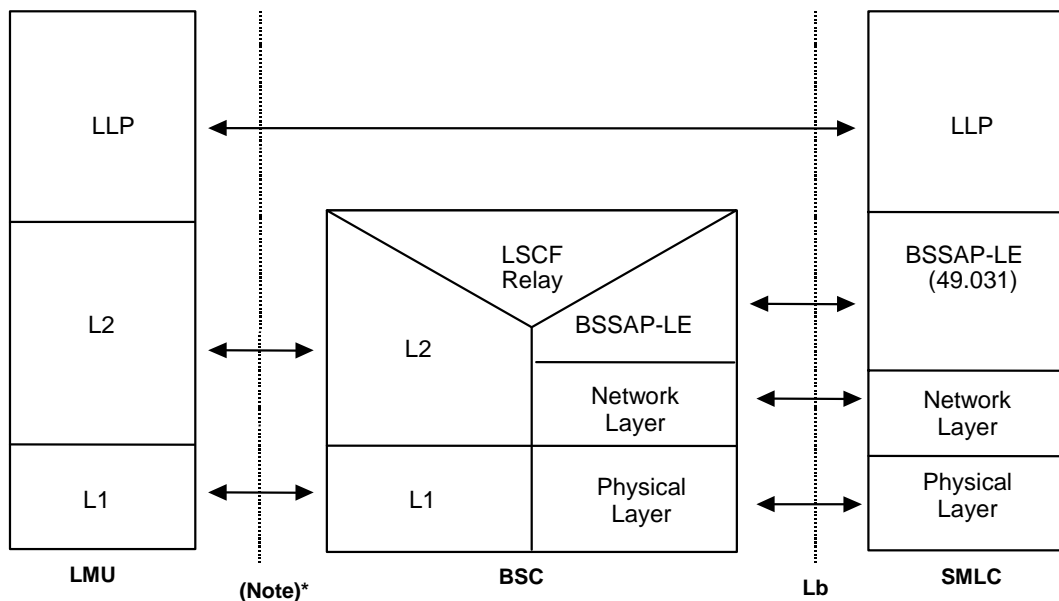 LLP
L2
L1
LMU
(Note)*
LSCF
Relay
L2
BSSAP-LE
Network
Layer
L1
Physical
Layer
BSC
Lb
LLP
BSSAP-LE
(49.031)
Network
Layer
Physical
Layer
SMLC